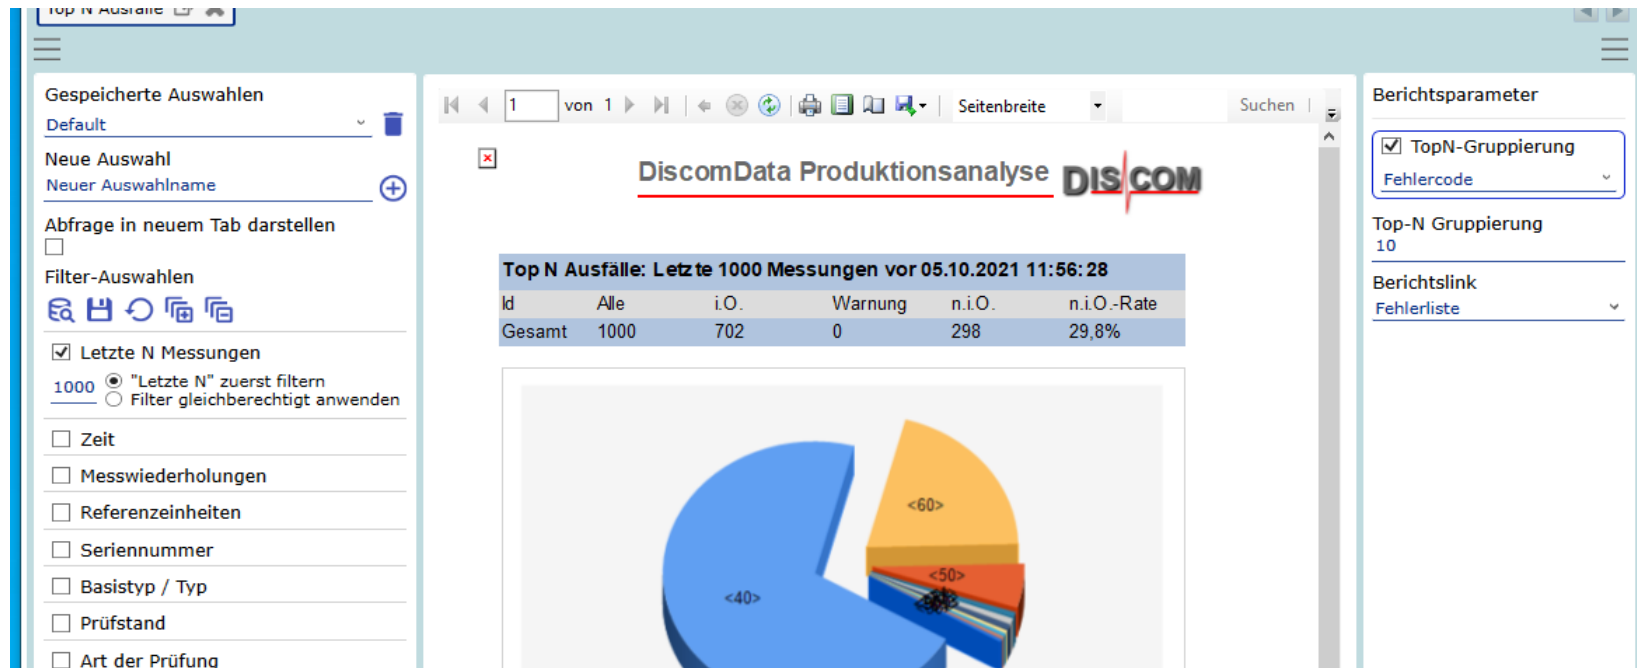 Top N Ausfälle
Gespeicherte Auswahlen
Default
Neue Auswahl
Neuer Auswahlname
Abfrage in neuem Tab darstellen
Filter-Auswahlen
Letzte N Messungen
1000 "Letzte N" zuerst filtern
Filter gleichberechtigt anwenden
Zeit
Messwiederholungen
Referenzeinheiten
Seriennummer
Basistyp / Typ
Prüfstand
Art der Prüfung
1 von 1 Seitenbreite Suchen
DiscomData Produktionsanalyse DISCOM
Top N Ausfälle: Letzte 1000 Messungen vor 05.10.2021 11:56:28
Id Alle i.O. Warnung n.i.O. n.i.O.-Rate
Gesamt 1000 702 0 298 29,8%
<60>
<50>
<40>
Berichtsparameter
TopN-Gruppierung
Fehlercode
Top-N Gruppierung
10
Berichtslink
Fehlerliste